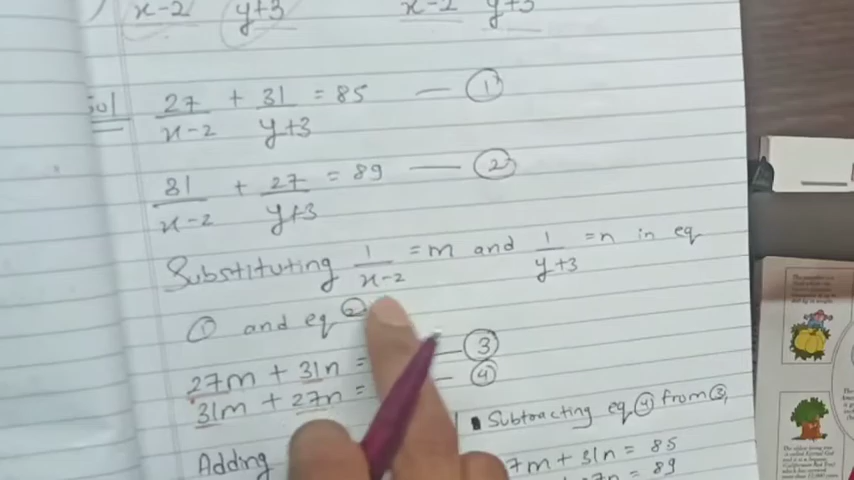 x-2 y+3 x-2 y+3
Sol 27/x-2 + 31/y+3 = 85 — ①
31/x-2 + 27/y+3 = 89 — ②
Substituting 1/x-2 = m and 1/y+3 = n in eq
① and eq ②
27m + 31n = — ③
31m + 27n = — ④
Adding
Subtracting eq ④ from ③,
7m + 31n = 85
7n = 89